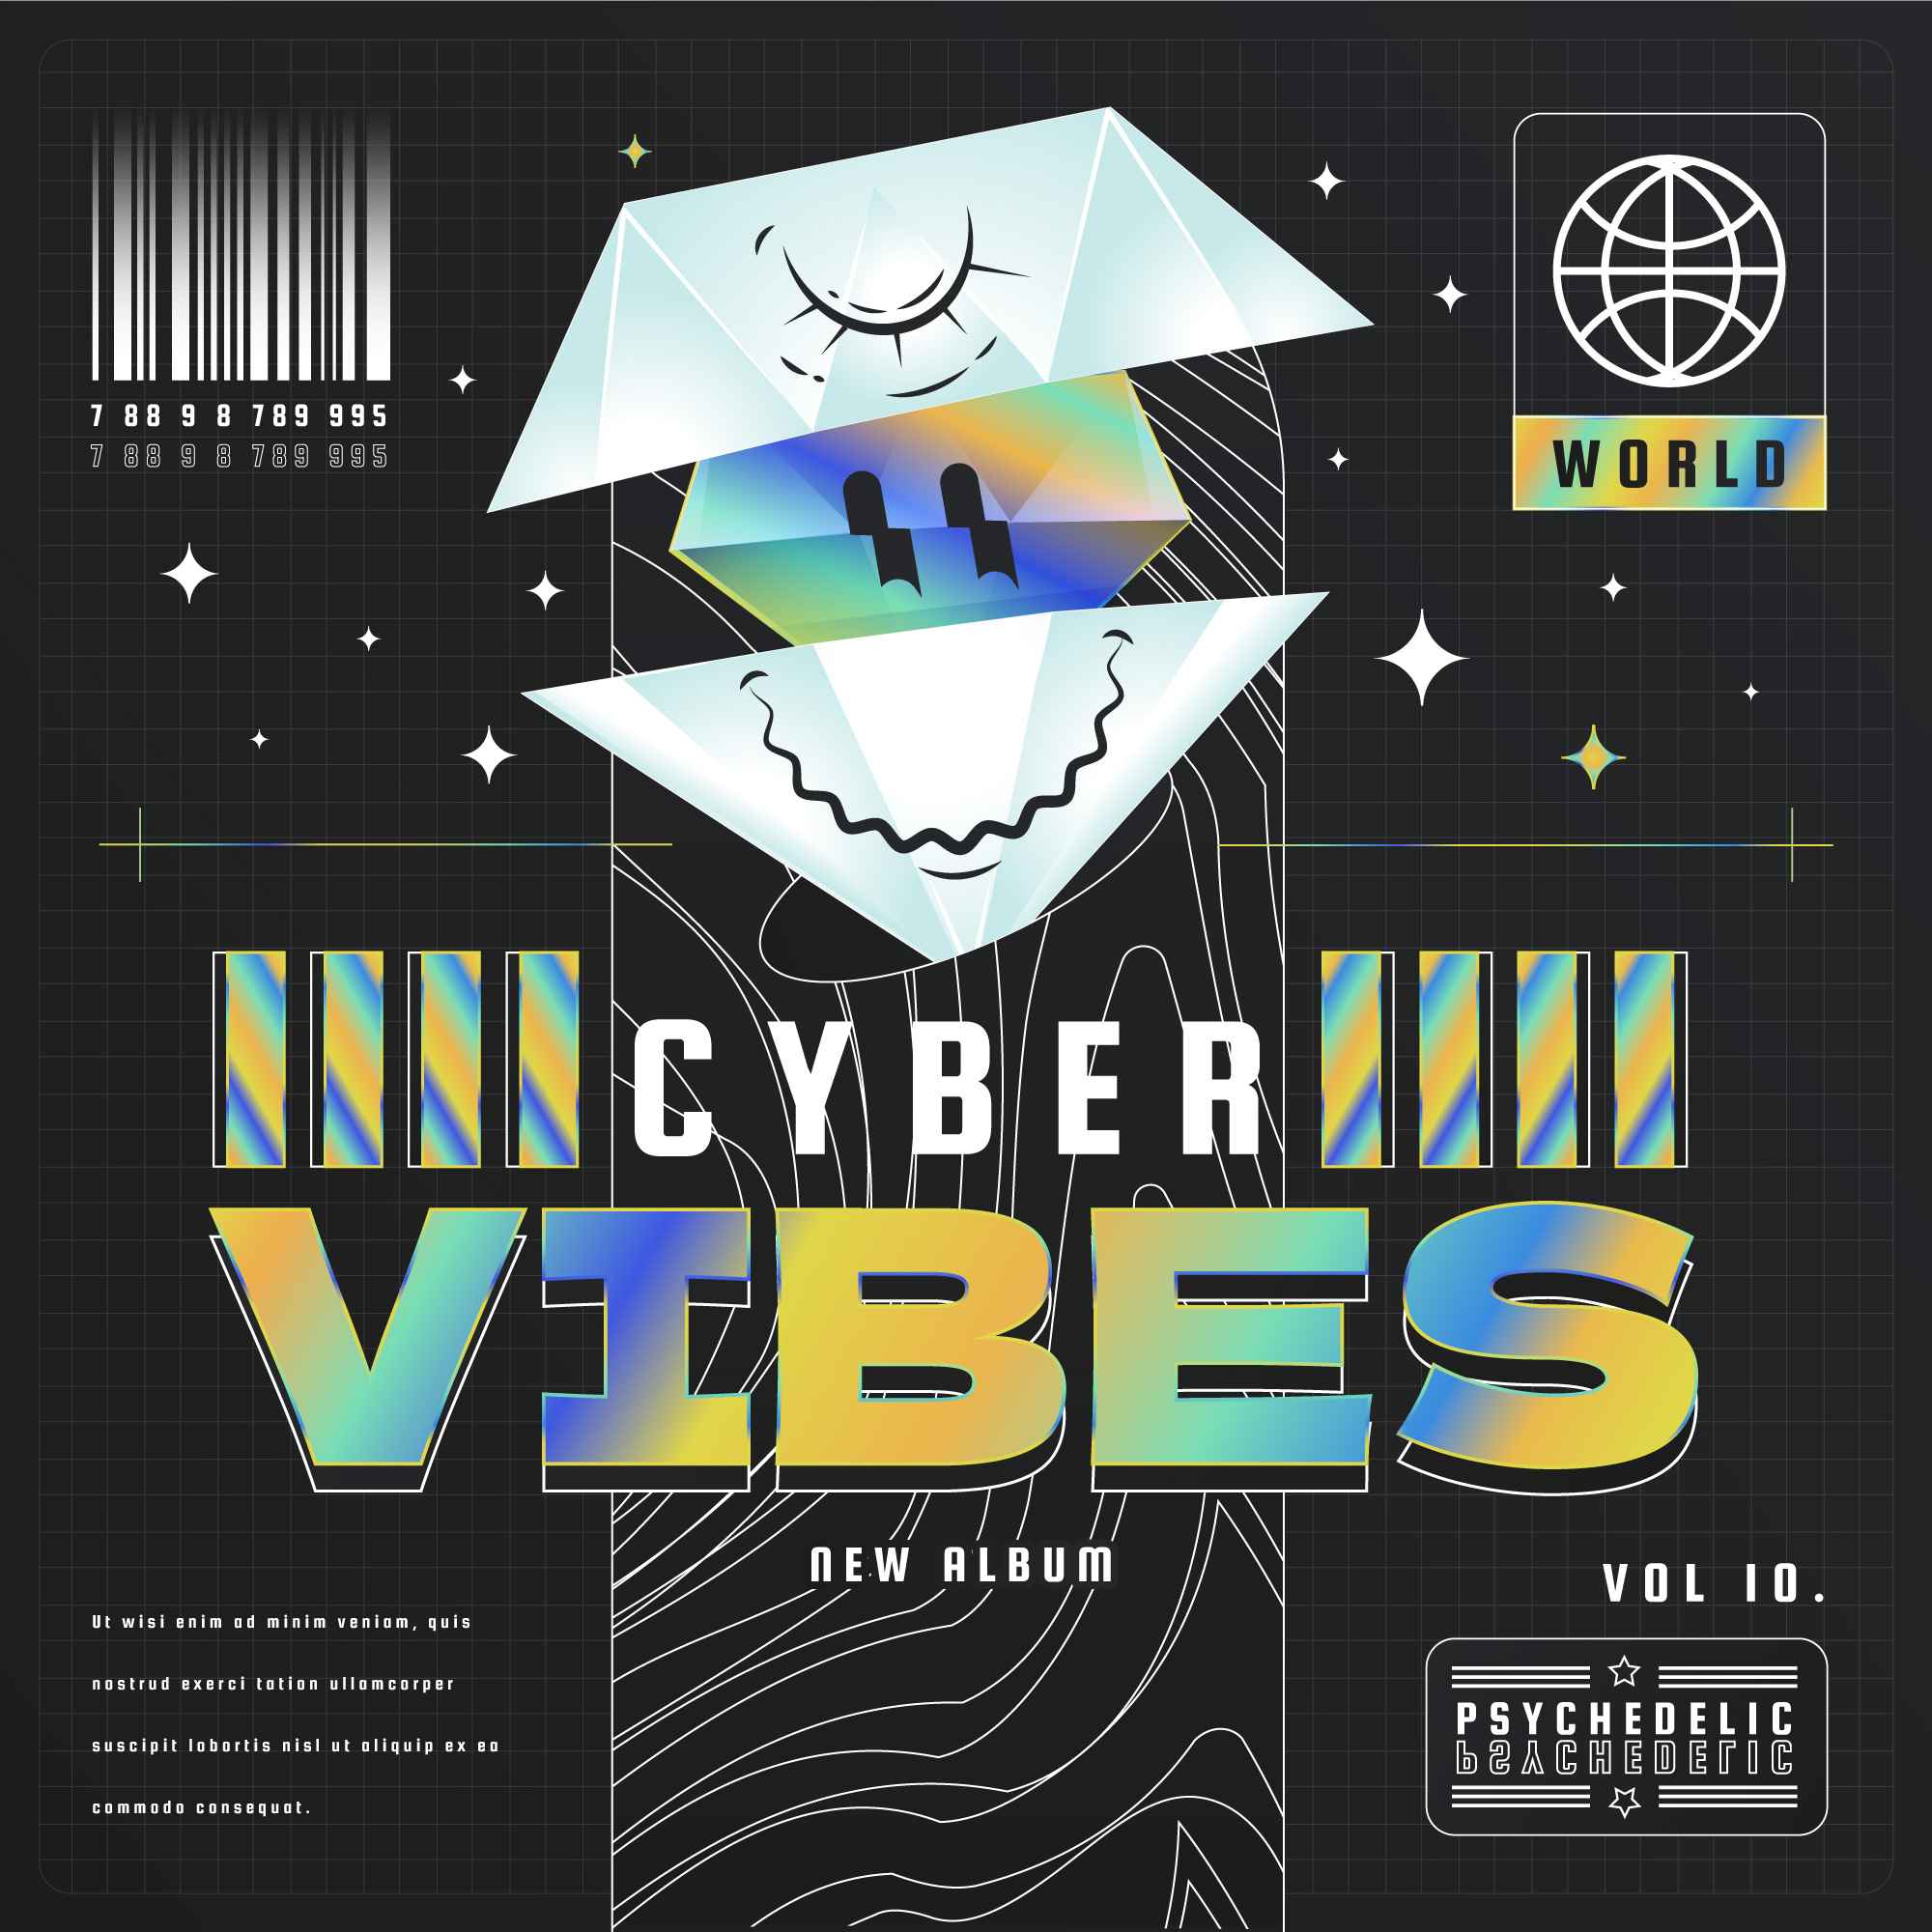 7 88 9 8 789 995
7 88 9 8 789 995
WORLD
CYBER
VIBES
NEW ALBUM
VOL 10.
Ut wisi enim ad minim veniam, quis
nostrud exerci tation ullamcorper
suscipit lobortis nisl ut aliquip ex ea
commodo consequat.
PSYCHEDELIC
PSYCHEDELIC